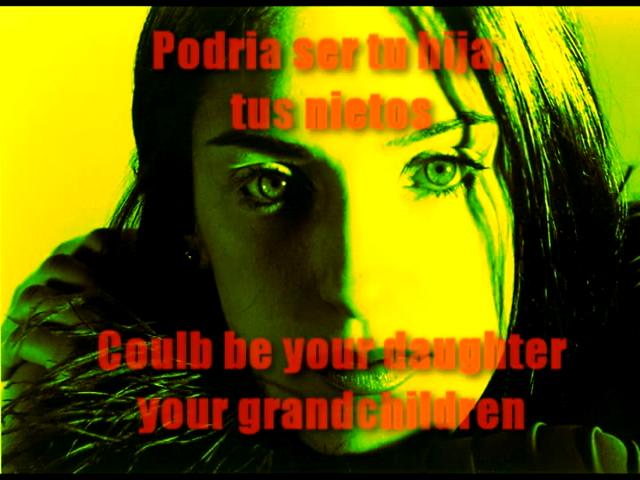 Podria ser tu hija,
tus nietos
Coulb be your daughter
your grandchildren